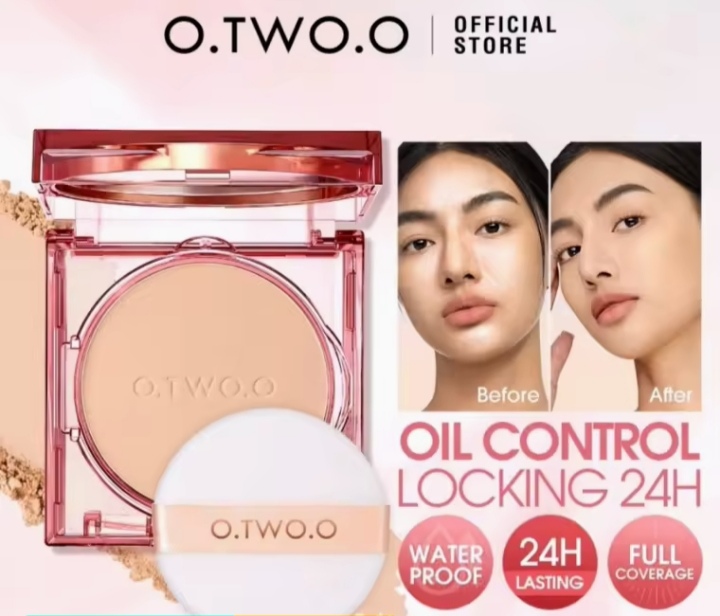 O.TWO.O
OFFICIAL
STORE
O.TWO.O
O.TWO.O
Before
After
OIL CONTROL
LOCKING 24H
WATER
PROOF
24H
LASTING
FULL
COVERAGE